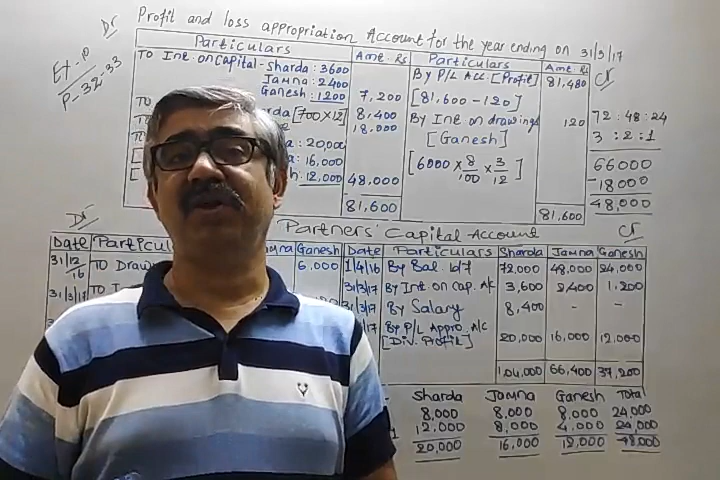 Dr Profit and loss appropriation Account for the year ending on 31/3/17
Ex-
P-32-33
Particulars Amt. Rs Particulars Amt. Rs Cr
To Int. on capital - Sharda : 3600 By P/L Acc. [Profit] 81,480
Jamna : 2400 [81,600 - 120]
Ganesh : 1200 7,200 By Int on drawings 120
To rda [700 x 12] 8,400 [Ganesh]
18,000 [6000 x 8/100 x 3/12]
: 20,000
: 16,000
: 12,000 48,000
81,600 81,600
72 : 48 : 24
3 : 2 : 1
66000
- 18000
48,000
Dr Partners' Capital Account Cr
Date Particul Ganesh Date Particulars Sharda Jamna Ganesh
31/12/16 To Draw 6,000 1/4/16 By Bal. b/f 72,000 48,000 24,000
31/3/17 To I 31/3/17 By Int on cap. A/c 3,600 2,400 1,200
3/17 By Salary 8,400 - -
/17 By P/L Appro. A/c 20,000 16,000 12,000
[Div. Profit]
1,04,000 66,400 37,200
Sharda Jamna Ganesh Total
8,000 8,000 8,000 24,000
12,000 8,000 4,000 24,000
20,000 16,000 12,000 48,000